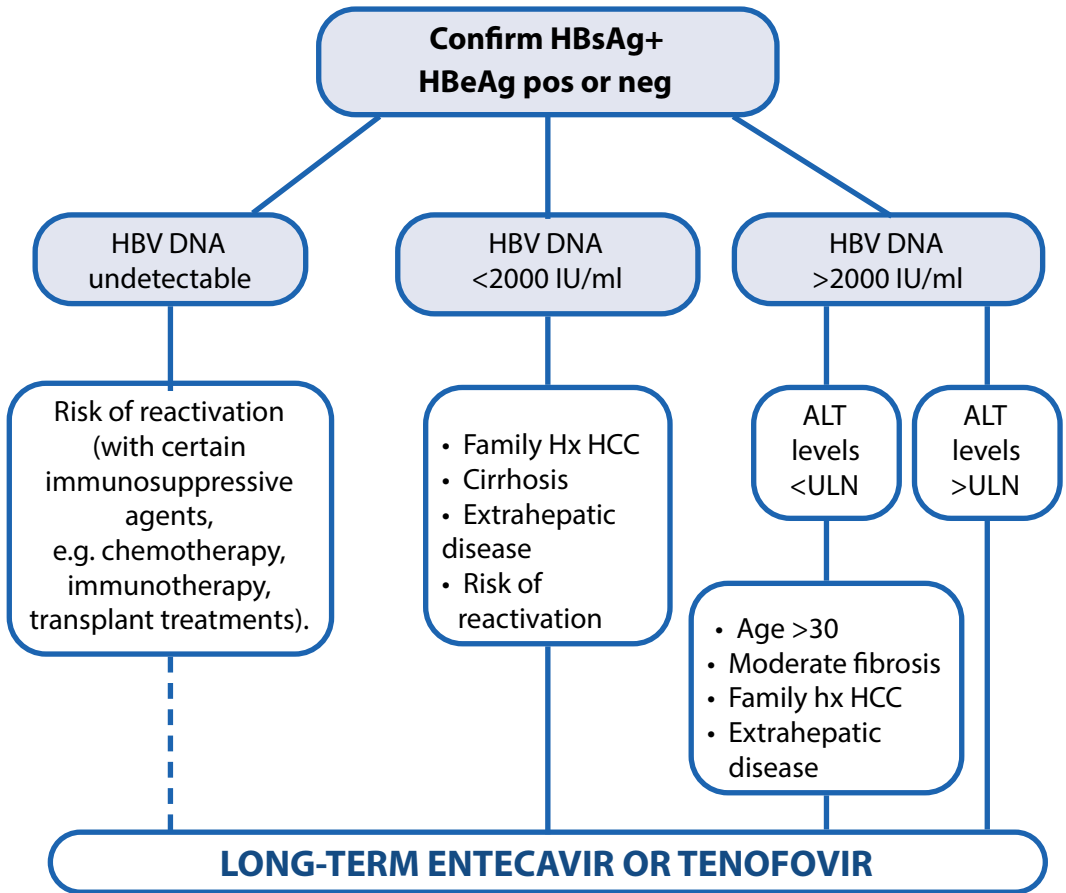 Confirm HBsAg+
HBeAg pos or neg
HBV DNA
undetectable
HBV DNA
<2000 IU/ml
HBV DNA
>2000 IU/ml
Risk of reactivation
(with certain
immunosuppressive
agents,
e.g. chemotherapy,
immunotherapy,
transplant treatments).
• Family Hx HCC
• Cirrhosis
• Extrahepatic
disease
• Risk of
reactivation
ALT
levels
<ULN
ALT
levels
>ULN
• Age >30
• Moderate fibrosis
• Family hx HCC
• Extrahepatic
disease
LONG-TERM ENTECAVIR OR TENOFOVIR